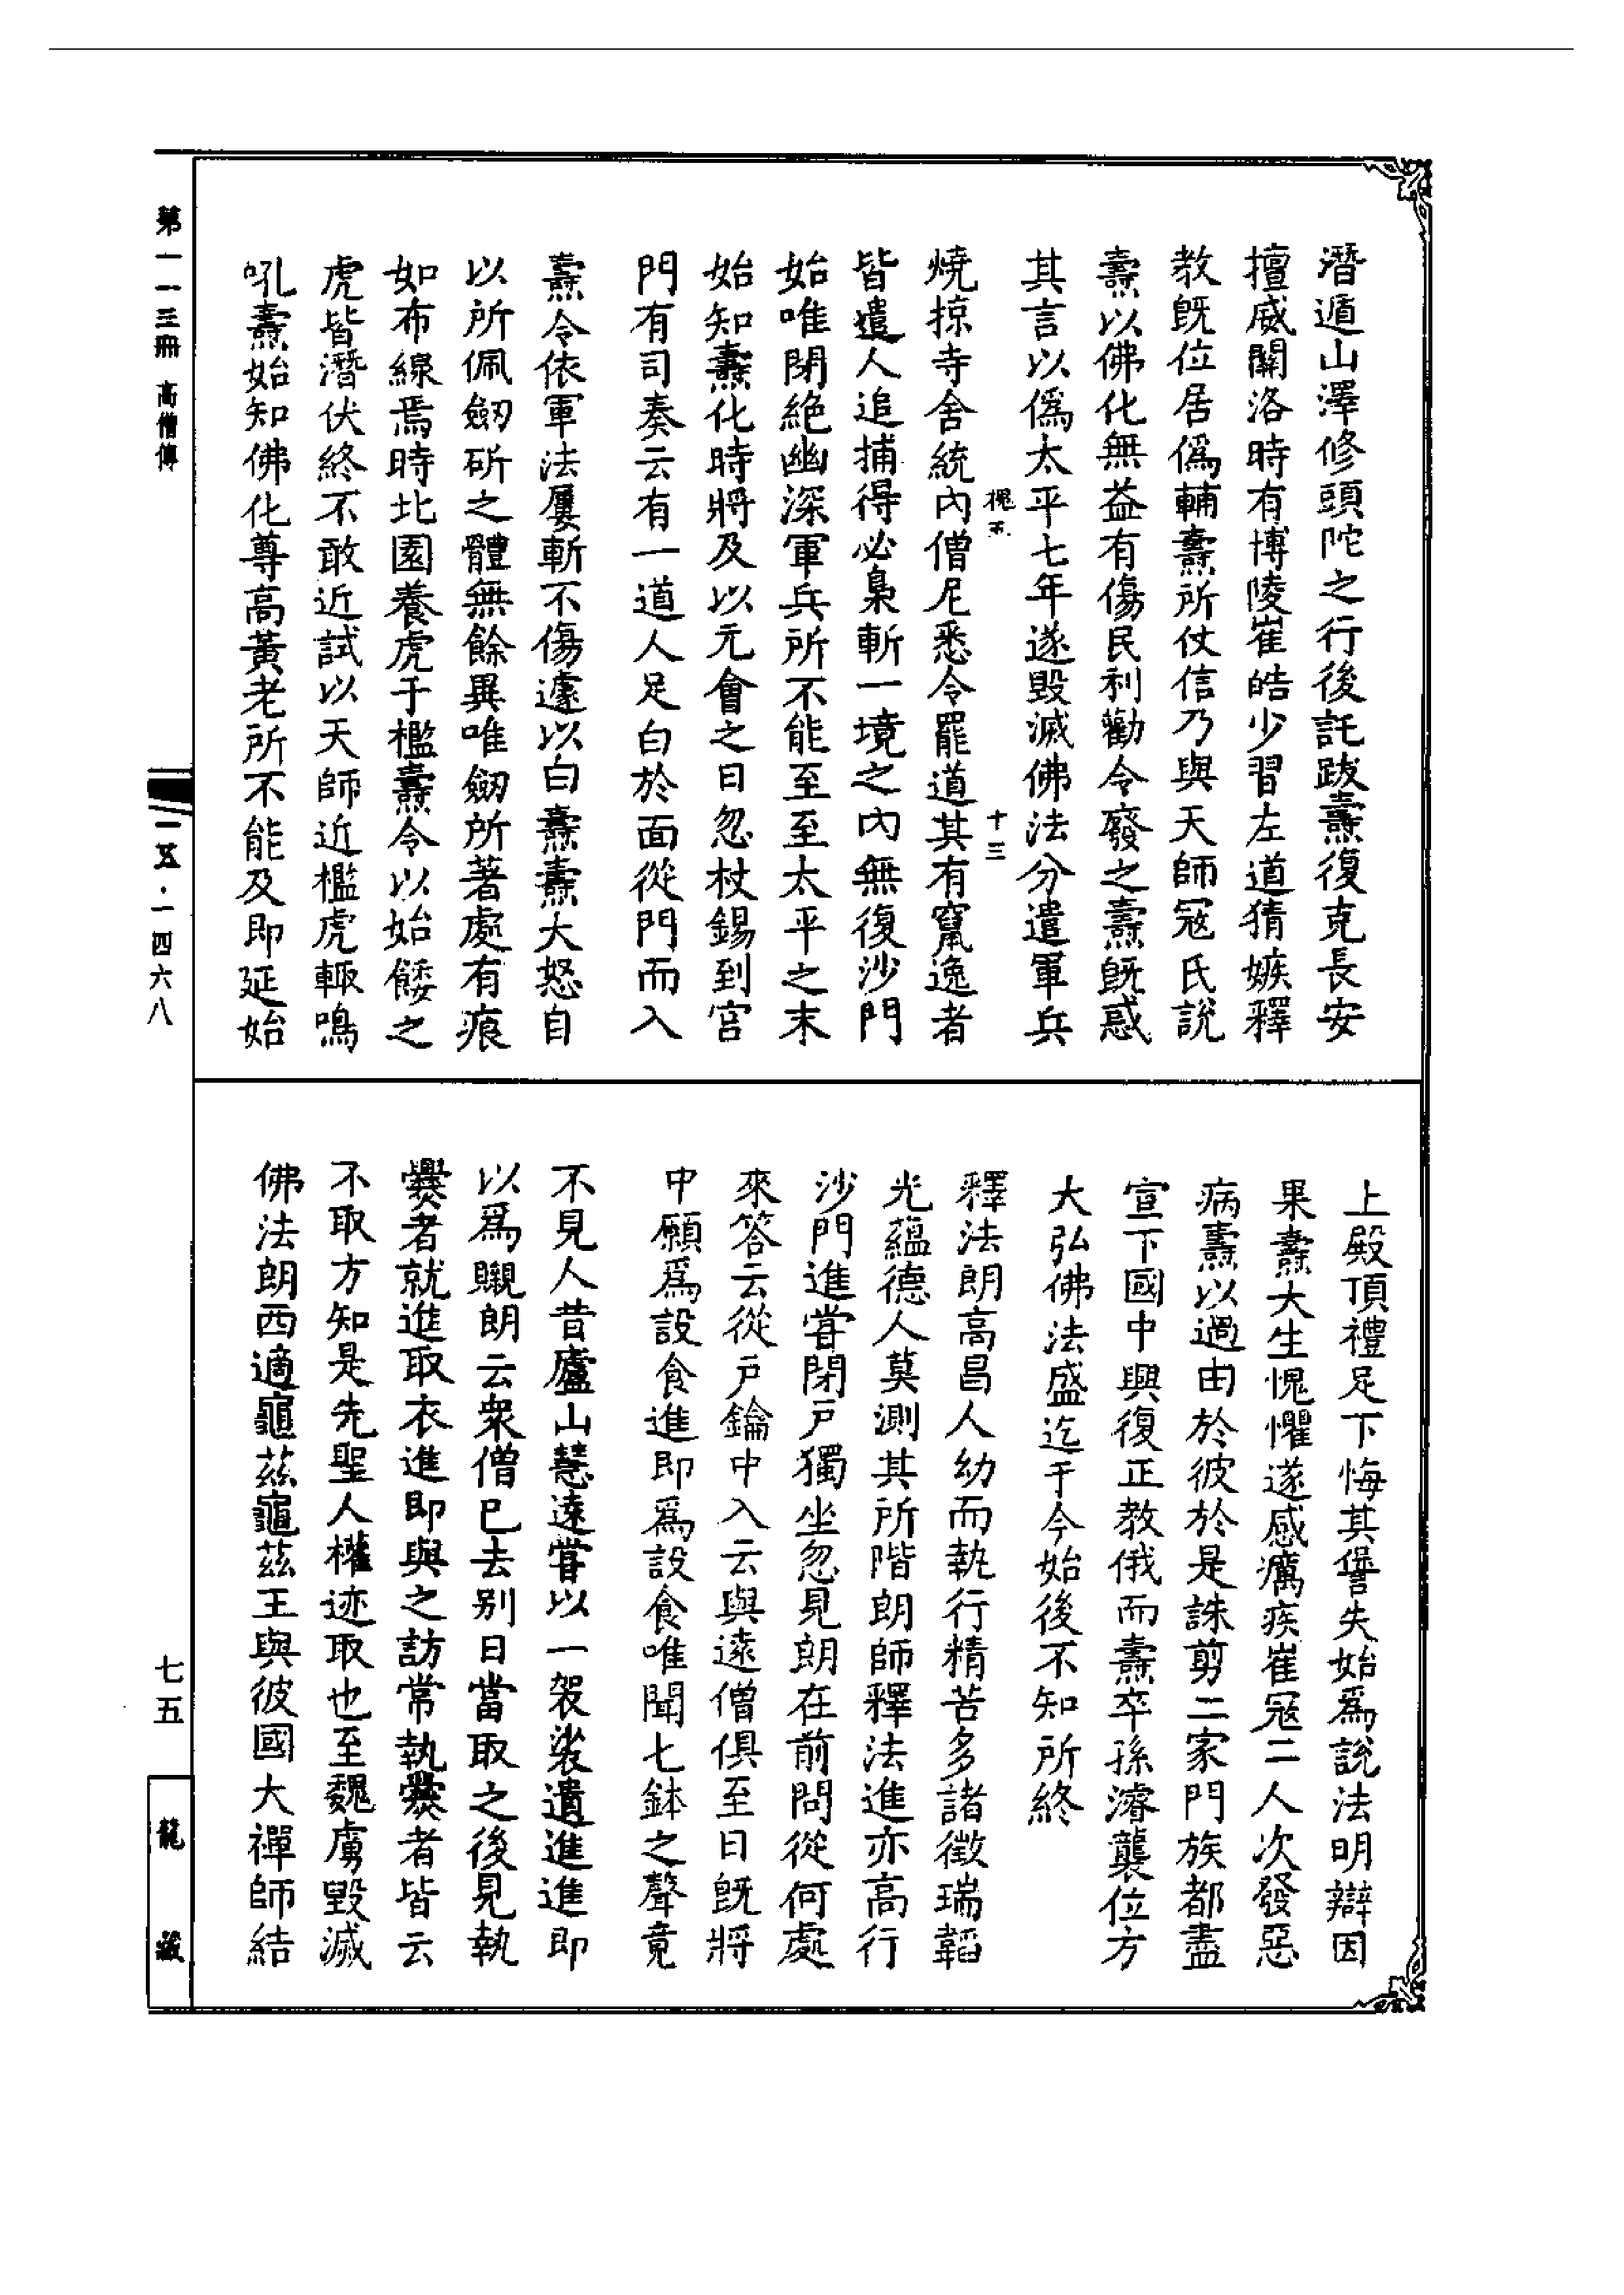 潛遁山澤修頭陀之行後託跋燾復克長安
擅威關洛時有博陵崔皓少習左道猜嫉釋
教旣位居僞輔燾所仗信乃與天師冦氏說
燾以佛化無益有傷民利勸令廢之燾旣惑
其言以僞太平七年遂毀滅佛法分遣軍兵
槐五 十三
燒掠寺舍統內僧尼悉令罷道其有竄逸者
皆遣人追捕得必梟斬一境之內無復沙門
始唯閉絶幽深軍兵所不能至至太平之末
始知燾化時將及以元會之日忽杖錫到宮
門有司奏云有一道人足白於面從門而入
燾令依軍法屢斬不傷遽以白燾燾大怒自
以所佩劒斫之體無餘異唯劒所著處有痕
如布線焉時北園養虎于檻燾令以始餧之
虎皆潛伏終不敢近試以天師近檻虎輙鳴
吼燾始知佛化尊高黃老所不能及即延始
上殿頂禮足下悔其𠎝失始爲說法明辯因
果燾大生愧懼遂感癘疾崔冦二人次發惡
病燾以過由於彼於是誅剪二家門族都盡
宣下國中興復正教俄而燾卒孫濬襲位方
大弘佛法盛迄于今始後不知所終
釋法朗高昌人幼而執行精苦多諸徵瑞韜
光蘊德人莫測其所階朗師釋法進亦高行
沙門進甞閉戶獨坐忽見朗在前問從何處
來答云從戶鑰中入云與遠僧俱至日旣將
中願爲設食進即爲設食唯聞七鉢之聲竟
不見人昔廬山慧遠甞以一袈裟遺進進即
以爲䞋朗云衆僧已去别日當取之後見執
爨者就進取衣進即與之訪常執爨者皆云
不取方知是先聖人權迹取也至魏虜毀滅
佛法朗西適龜茲龜茲王與彼國大禪師結
第一一三冊 高僧傳
一五·一四六八
七五
龍藏